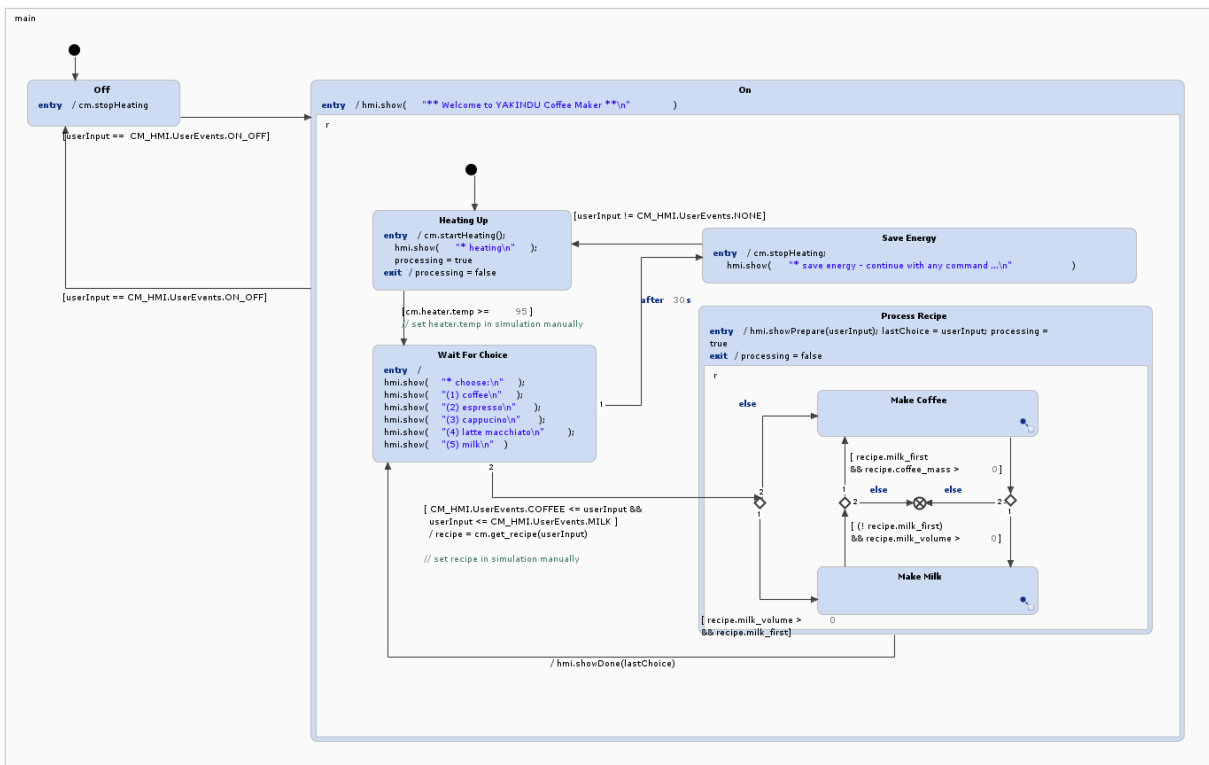 main
Off
entry / cm.stopHeating
[userInput == CM_HMI.UserEvents.ON_OFF]
[userInput == CM_HMI.UserEvents.ON_OFF]
On
entry / hmi.show( "** Welcome to YAKINDU Coffee Maker **\n" )
r
Heating Up
entry / cm.startHeating();
hmi.show( "* heating\n" );
processing = true
exit / processing = false
[userInput != CM_HMI.UserEvents.NONE]
Save Energy
entry / cm.stopHeating;
hmi.show( "* save energy - continue with any command ...\n" )
[cm.heater.temp >= 95 ]
// set heater.temp in simulation manually
after 30 s
Wait For Choice
entry /
hmi.show( "* choose:\n" );
hmi.show( "(1) coffee\n" );
hmi.show( "(2) espresso\n" );
hmi.show( "(3) cappucino\n" );
hmi.show( "(4) latte macchiato\n" );
hmi.show( "(5) milk\n" )
1
2
[ CM_HMI.UserEvents.COFFEE <= userInput &&
userInput <= CM_HMI.UserEvents.MILK ]
/ recipe = cm.get_recipe(userInput)
// set recipe in simulation manually
Process Recipe
entry / hmi.showPrepare(userInput); lastChoice = userInput; processing =
true
exit / processing = false
r
else
Make Coffee
[ recipe.milk_first
&& recipe.coffee_mass > 0 ]
2
1
1
2
else
else
2
1
[ (! recipe.milk_first)
&& recipe.milk_volume > 0 ]
Make Milk
[ recipe.milk_volume > 0
&& recipe.milk_first]
/ hmi.showDone(lastChoice)